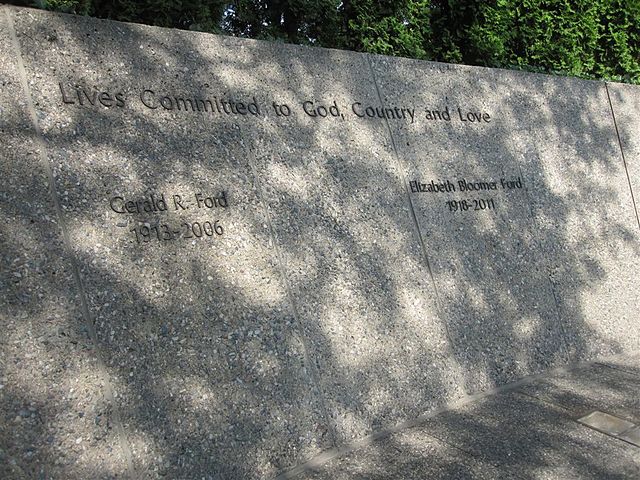 Lives Committed to God, Country and Love
Gerald R. Ford
1913-2006
Elizabeth Bloomer Ford
1918-2011